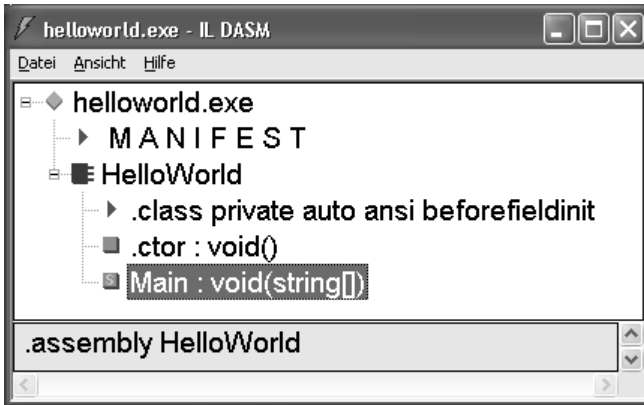 helloworld.exe - IL DASM
Datei Ansicht Hilfe
helloworld.exe
M A N I F E S T
HelloWorld
.class private auto ansi beforefieldinit
.ctor : void()
S Main : void(string[])
.assembly HelloWorld